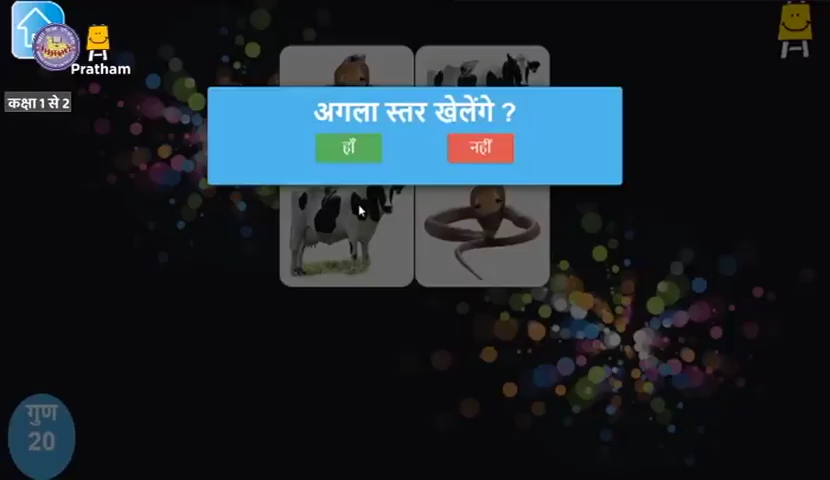 Pratham
कक्षा 1 से 2
अगला स्तर खेलेंगे ?
हाँ
नहीं
गुण
20